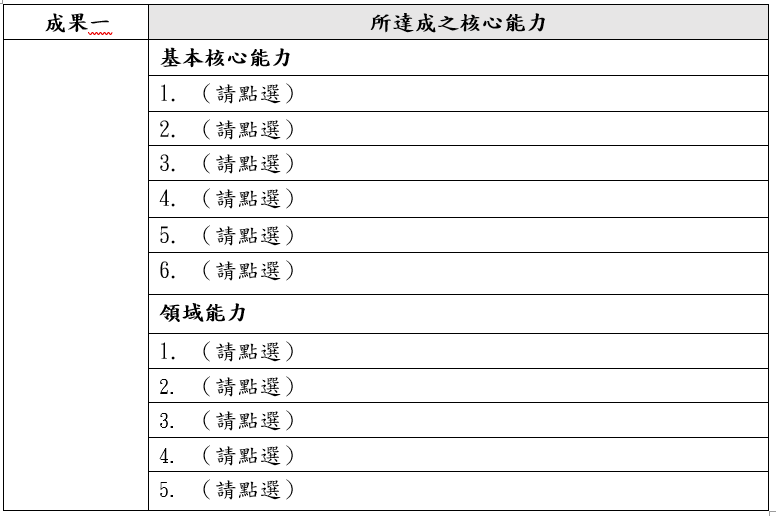 成果一 所達成之核心能力
基本核心能力
1. （請點選）
2. （請點選）
3. （請點選）
4. （請點選）
5. （請點選）
6. （請點選）
領域能力
1. （請點選）
2. （請點選）
3. （請點選）
4. （請點選）
5. （請點選）